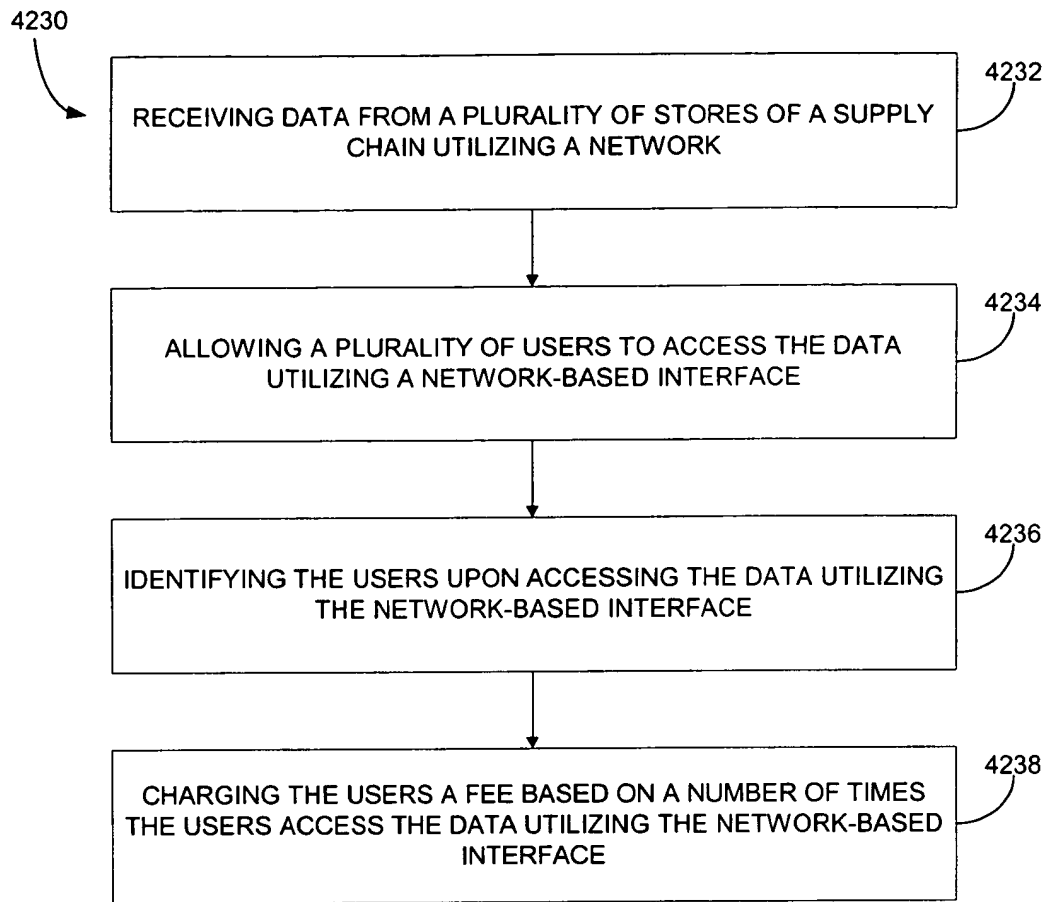 4230
4232
RECEIVING DATA FROM A PLURALITY OF STORES OF A SUPPLY
CHAIN UTILIZING A NETWORK
4234
ALLOWING A PLURALITY OF USERS TO ACCESS THE DATA
UTILIZING A NETWORK-BASED INTERFACE
4236
IDENTIFYING THE USERS UPON ACCESSING THE DATA UTILIZING
THE NETWORK-BASED INTERFACE
4238
CHARGING THE USERS A FEE BASED ON A NUMBER OF TIMES
THE USERS ACCESS THE DATA UTILIZING THE NETWORK-BASED
INTERFACE